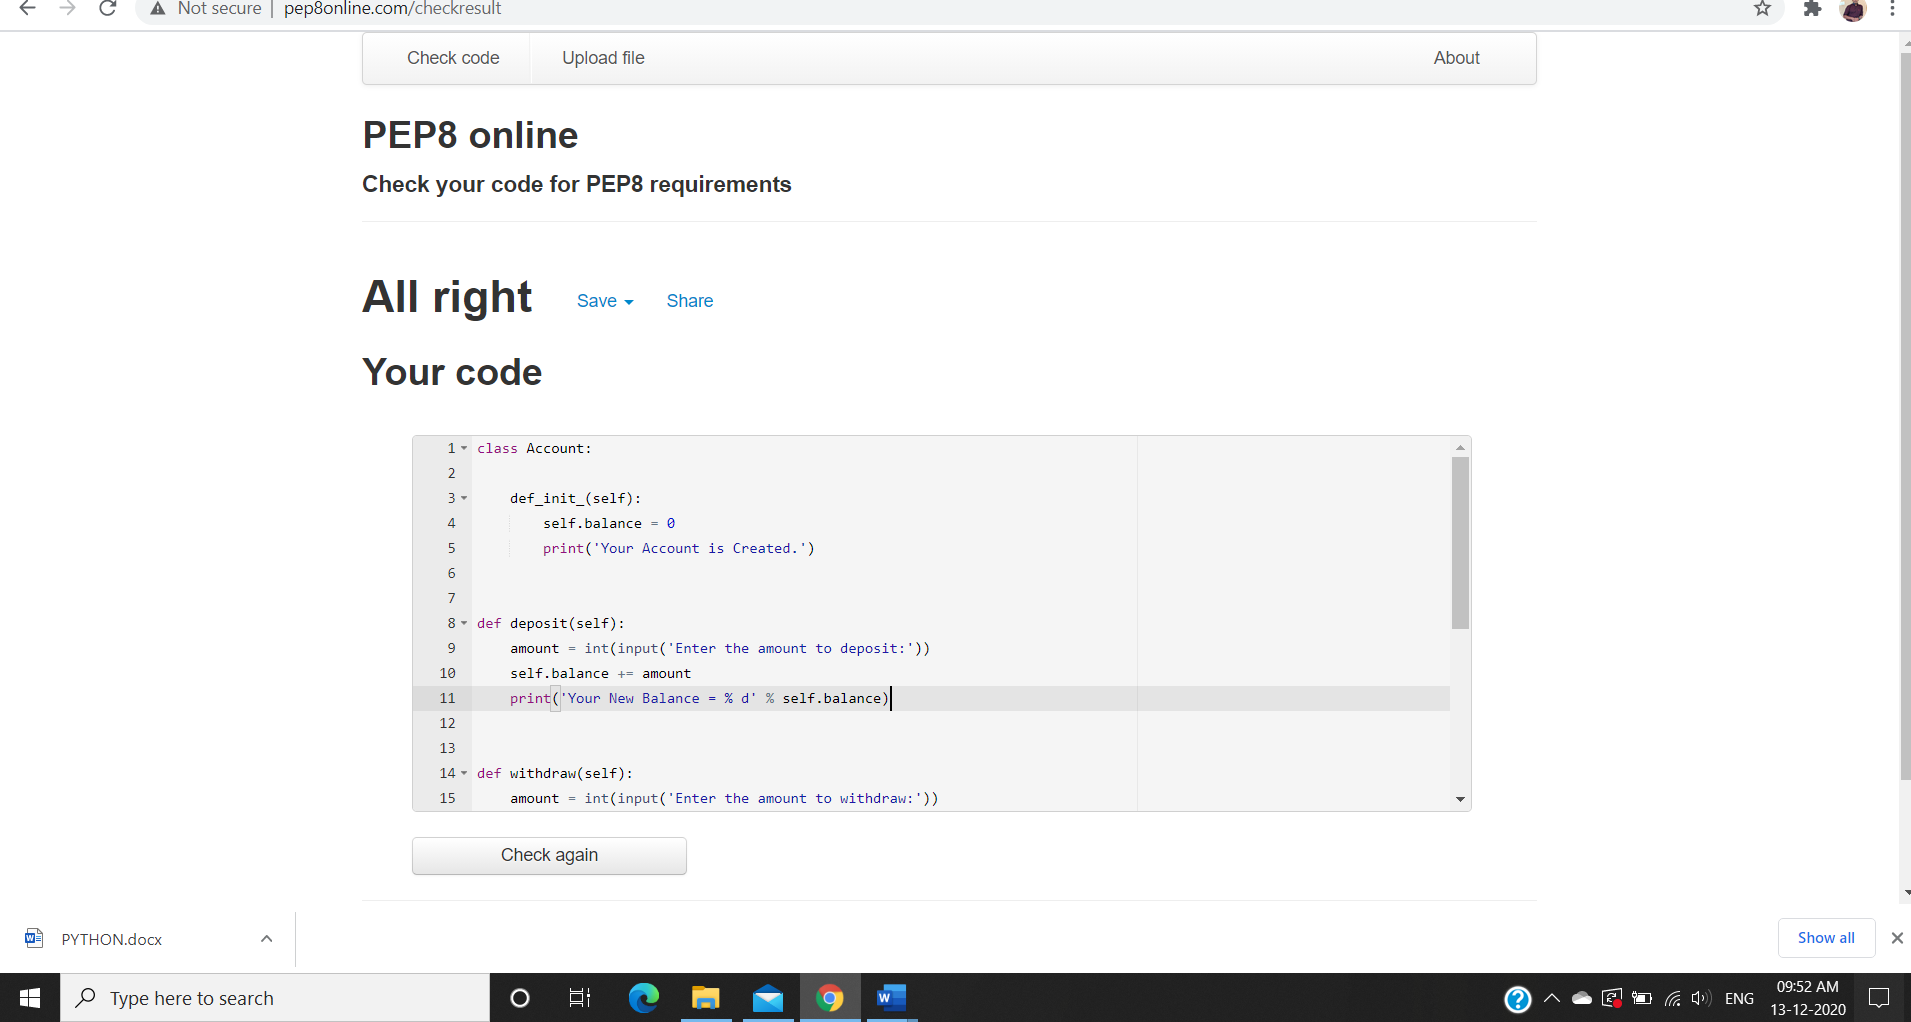 Not secure | pep8online.com/checkresult
Check code
Upload file
About
PEP8 online
Check your code for PEP8 requirements
All right
Save
Share
Your code
1 class Account:
2
3     def_init_(self):
4         self.balance = 0
5         print('Your Account is Created.')
6
7
8 def deposit(self):
9     amount = int(input('Enter the amount to deposit:'))
10     self.balance += amount
11     print('Your New Balance = % d' % self.balance)
12
13
14 def withdraw(self):
15     amount = int(input('Enter the amount to withdraw:'))
Check again
PYTHON.docx
Show all
Type here to search
ENG
09:52 AM
13-12-2020